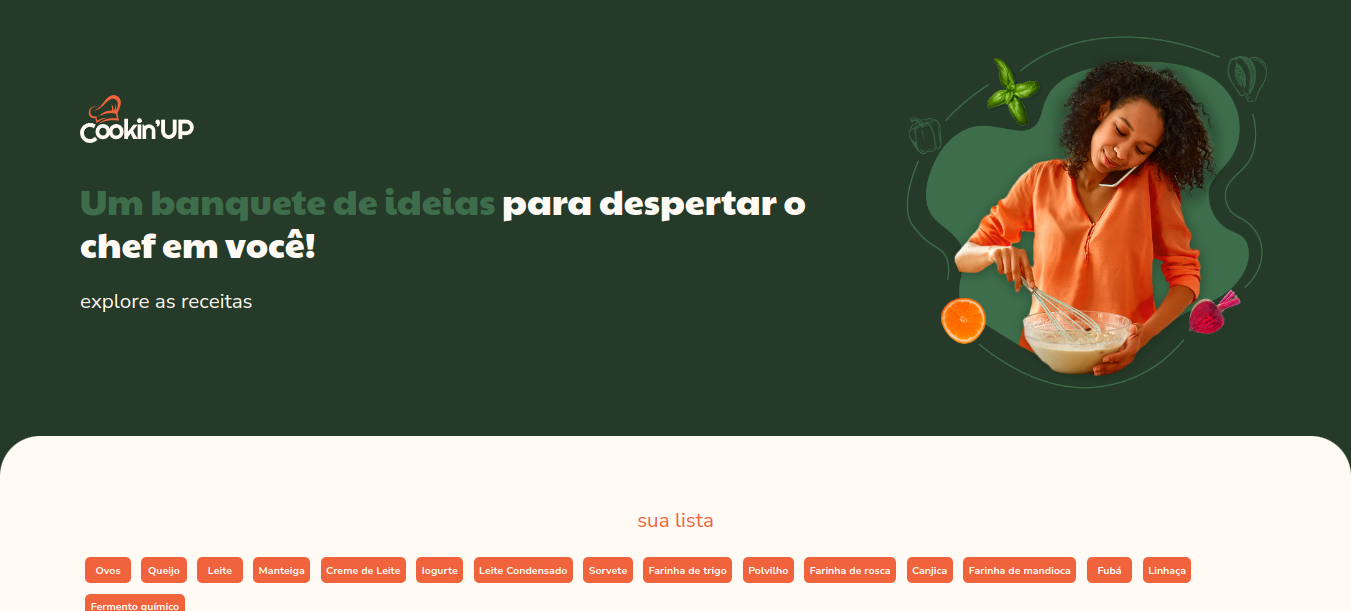 Cookin'UP
Um banquete de ideias para despertar o
chef em você!
explore as receitas
sua lista
Ovos Queijo Leite Manteiga Creme de Leite Iogurte Leite Condensado Sorvete Farinha de trigo Polvilho Farinha de rosca Canjica Farinha de mandioca Fubá Linhaça
Fermento químico